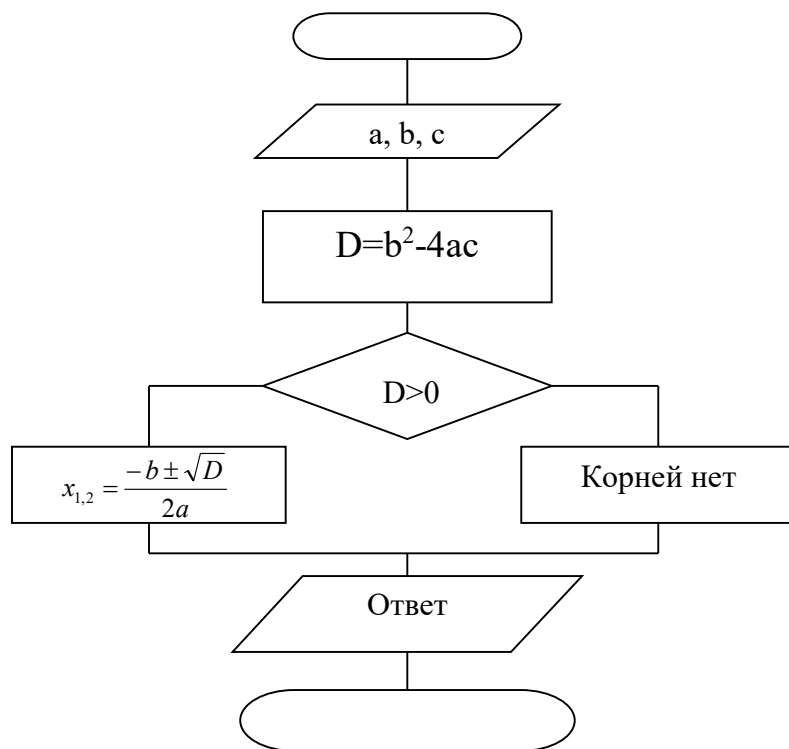 a, b, c
D=b²-4ac
D>0
x₁,₂ = (-b ± √D) / 2a
Корней нет
Ответ